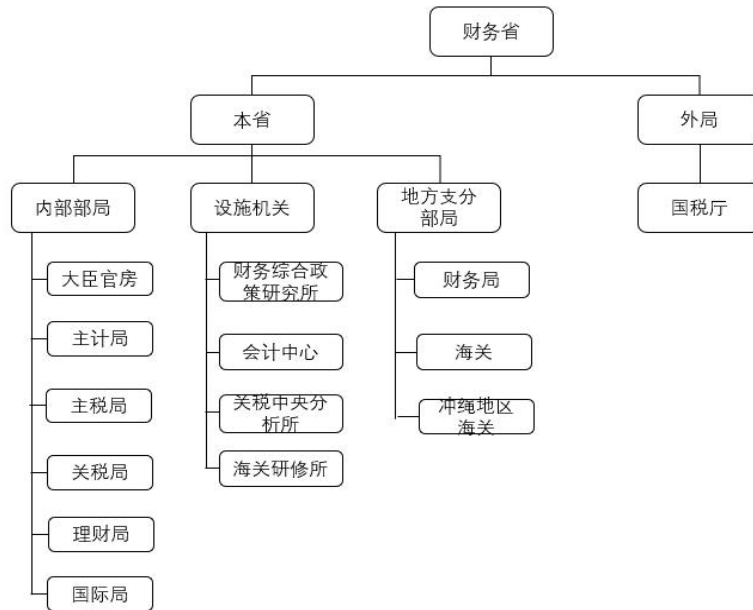 财务省
本省
外局
内部部局
设施机关
地方支分
部局
国税厅
大臣官房
主计局
主税局
关税局
理财局
国际局
财务综合政
策研究所
会计中心
关税中央分
析所
海关研修所
财务局
海关
冲绳地区
海关